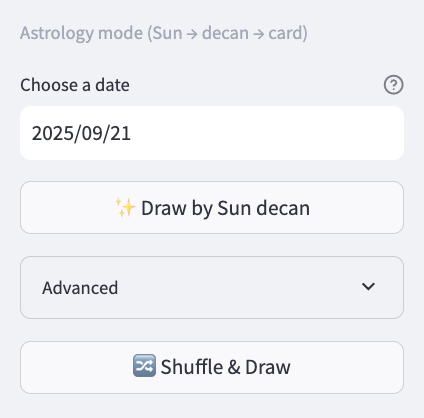 Astrology mode (Sun → decan → card)
Choose a date
2025/09/21
✨ Draw by Sun decan
Advanced
🔀 Shuffle & Draw